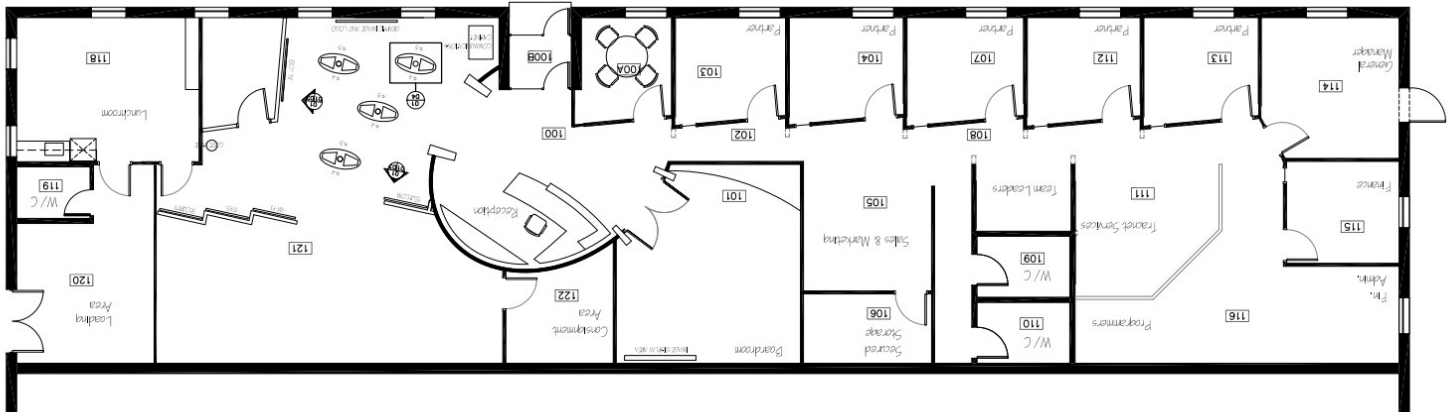 Boardroom
Secured
Storage
106
W/C
110
Programmers
116
Fin.
Admin.
Consignment
Area
122
Loading
Area
120
W/C
109
Sales & Marketing
105
Tracnet Services
111
Finance
115
Reception
101
121
Team Leaders
W/C
119
100
102
108
Lunchroom
118
114
General
Manager
113
Partner
112
Partner
107
Partner
104
Partner
103
Partner
100A
100B